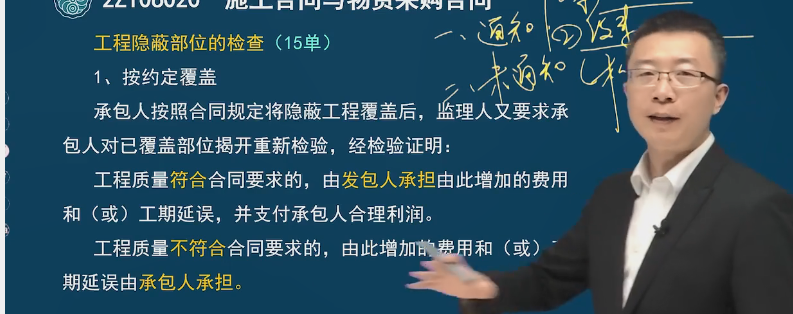 2Z108020 施工合同与物资采购合同
工程隐蔽部位的检查（15单）
一、通知
②
二、未通知
1、按约定覆盖
承包人按照合同规定将隐蔽工程覆盖后，监理人又要求承
包人对已覆盖部位揭开重新检验，经检验证明：
工程质量符合合同要求的，由发包人承担由此增加的费用
和（或）工期延误，并支付承包人合理利润。
工程质量不符合合同要求的，由此增加的费用和（或）
期延误由承包人承担。